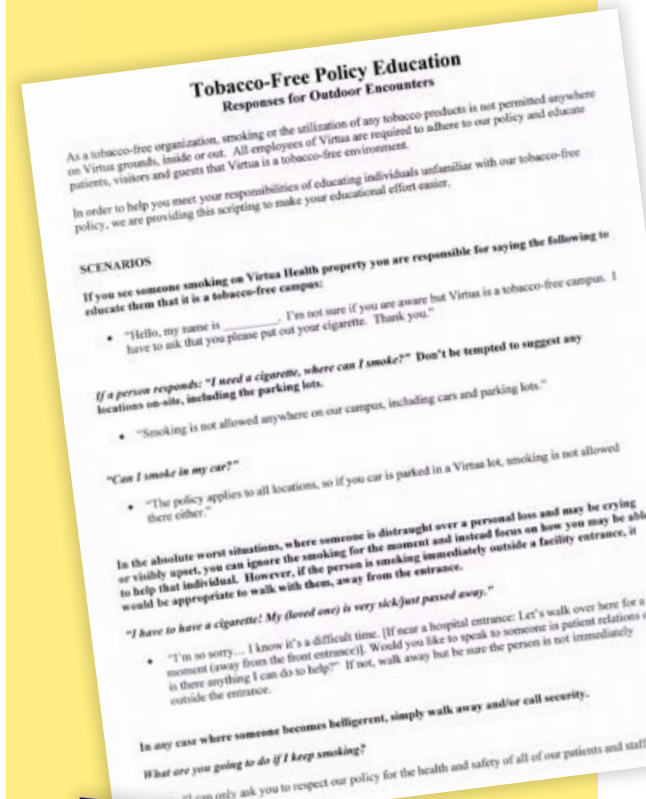 Tobacco-Free Policy Education
Responses for Outdoor Encounters
As a tobacco-free organization, smoking or the utilization of any tobacco products is not permitted anywhere
on Virtua grounds, inside or out. All employees of Virtua are required to adhere to our policy and educate
patients, visitors and guests that Virtua is a tobacco-free environment.
In order to help you meet your responsibilities of educating individuals unfamiliar with our tobacco-free
policy, we are providing this scripting to make your educational effort easier.
SCENARIOS
If you see someone smoking on Virtua Health property you are responsible for saying the following to
educate them that it is a tobacco-free campus:
• "Hello, my name is ________. I'm not sure if you are aware but Virtua is a tobacco-free campus. I
have to ask that you please put out your cigarette. Thank you."
If a person responds: "I need a cigarette, where can I smoke?" Don't be tempted to suggest any
locations on-site, including the parking lots.
• "Smoking is not allowed anywhere on our campus, including cars and parking lots."
"Can I smoke in my car?"
• "The policy applies to all locations, so if you car is parked in a Virtua lot, smoking is not allowed
there either."
In the absolute worst situations, where someone is distraught over a personal loss and may be crying
or visibly upset, you can ignore the smoking for the moment and instead focus on how you may be able
to help that individual. However, if the person is smoking immediately outside a facility entrance, it
would be appropriate to walk with them, away from the entrance.
"I have to have a cigarette! My (loved one) is very sick/just passed away."
• "I'm so sorry… I know it's a difficult time. [If near a hospital entrance: Let's walk over here for a
moment (away from the front entrance)]. Would you like to speak to someone in patient relations
is there anything I can do to help?" If not, walk away but be sure the person is not immediately
outside the entrance.
In any case where someone becomes belligerent, simply walk away and/or call security.
What are you going to do if I keep smoking?
"I can only ask you to respect our policy for the health and safety of all of our patients and staff